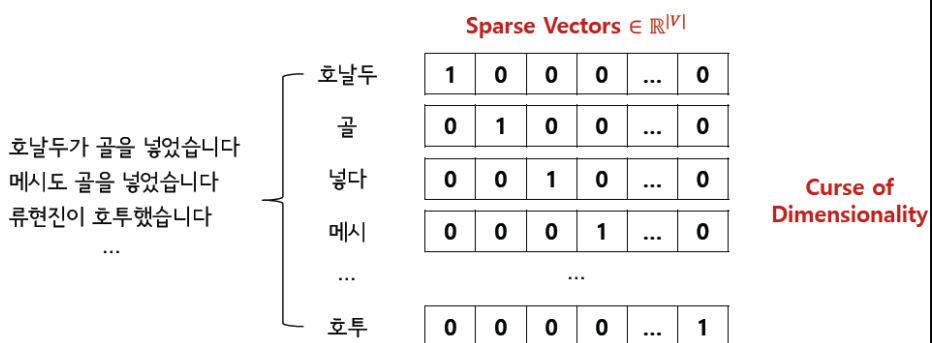 Sparse Vectors ∈ ℝ|V|
호날두가 골을 넣었습니다
메시도 골을 넣었습니다
류현진이 호투했습니다
...
호날두 1 0 0 0 ... 0
골 0 1 0 0 ... 0
넣다 0 0 1 0 ... 0
메시 0 0 0 1 ... 0
... ...
호투 0 0 0 0 ... 1
Curse of
Dimensionality